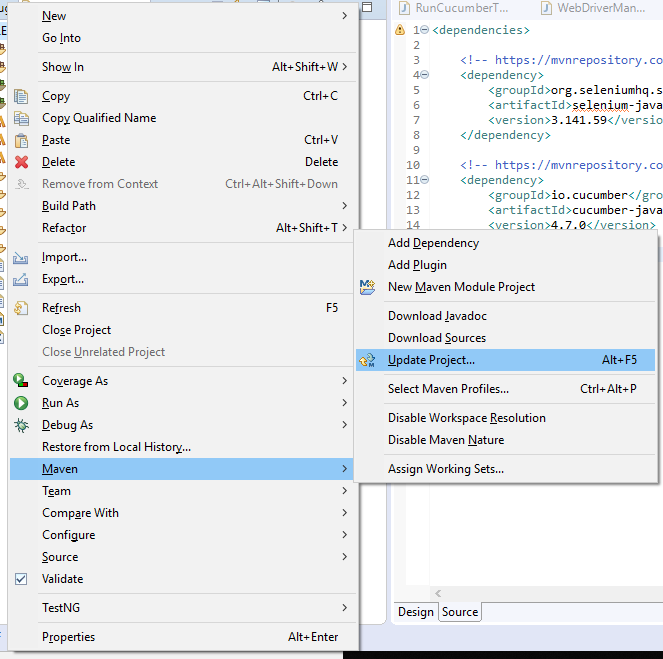 New
Go Into
Show In Alt+Shift+W
Copy Ctrl+C
Copy Qualified Name
Paste Ctrl+V
Delete Delete
Remove from Context Ctrl+Alt+Shift+Down
Build Path
Refactor Alt+Shift+T
Import...
Export...
Refresh F5
Close Project
Close Unrelated Project
Coverage As
Run As
Debug As
Restore from Local History...
Maven
Team
Compare With
Configure
Source
Validate
TestNG
Properties Alt+Enter
Add Dependency
Add Plugin
New Maven Module Project
Download Javadoc
Download Sources
Update Project... Alt+F5
Select Maven Profiles... Ctrl+Alt+P
Disable Workspace Resolution
Disable Maven Nature
Assign Working Sets...
RunCucumberT... WebDriverMan...
1 <dependencies>
2
3 <!-- https://mvnrepository.co
4 <dependency>
5 <groupId>org.seleniumhq.s
6 <artifactId>selenium-java
7 <version>3.141.59</version
8 </dependency>
9
10 <!-- https://mvnrepository.co
11 <dependency>
12 <groupId>io.cucumber</gro
13 <artifactId>cucumber-java
14 <version>4.7.0</version>
Design Source